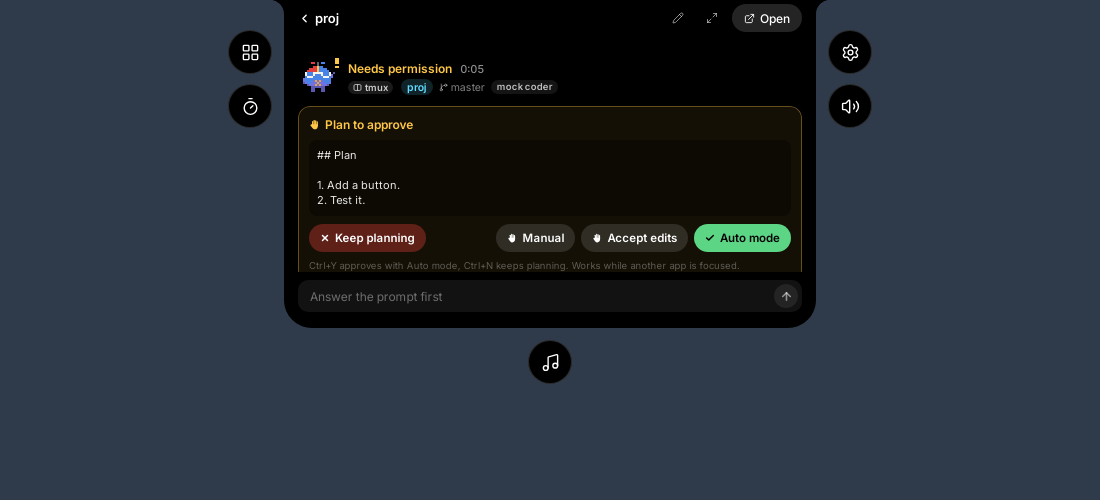 proj
Open
Needs permission 0:05
tmux proj master mock coder
Plan to approve
## Plan
1. Add a button.
2. Test it.
Keep planning Manual Accept edits Auto mode
Ctrl+Y approves with Auto mode, Ctrl+N keeps planning. Works while another app is focused.
Answer the prompt first